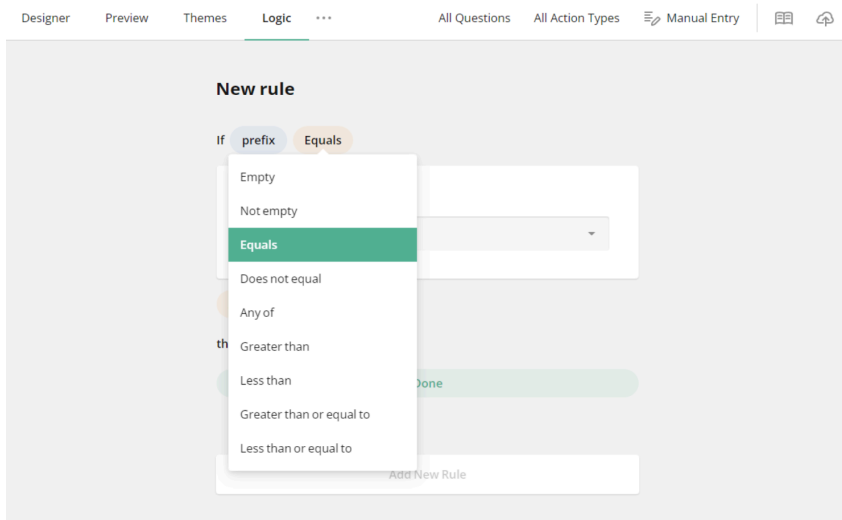 Designer Preview Themes Logic ... All Questions All Action Types Manual Entry
New rule
If prefix Equals
Empty
Not empty
Equals
Does not equal
Any of
th
Greater than
Less than
Done
Greater than or equal to
Less than or equal to
Add New Rule